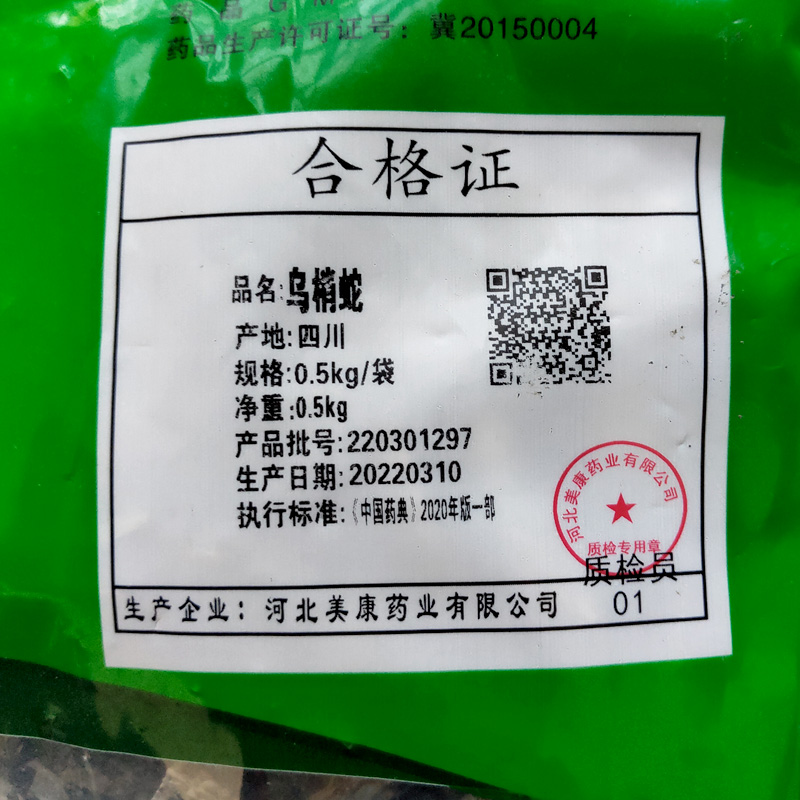 药品GM
药品生产许可证号：冀20150004
合格证
品名:乌梢蛇
产地:四川
规格:0.5kg/袋
净重:0.5kg
产品批号:220301297
生产日期:20220310
执行标准:《中国药典》2020年版一部
河北美康药业有限公司
质检专用章
质检员
01
生产企业：河北美康药业有限公司